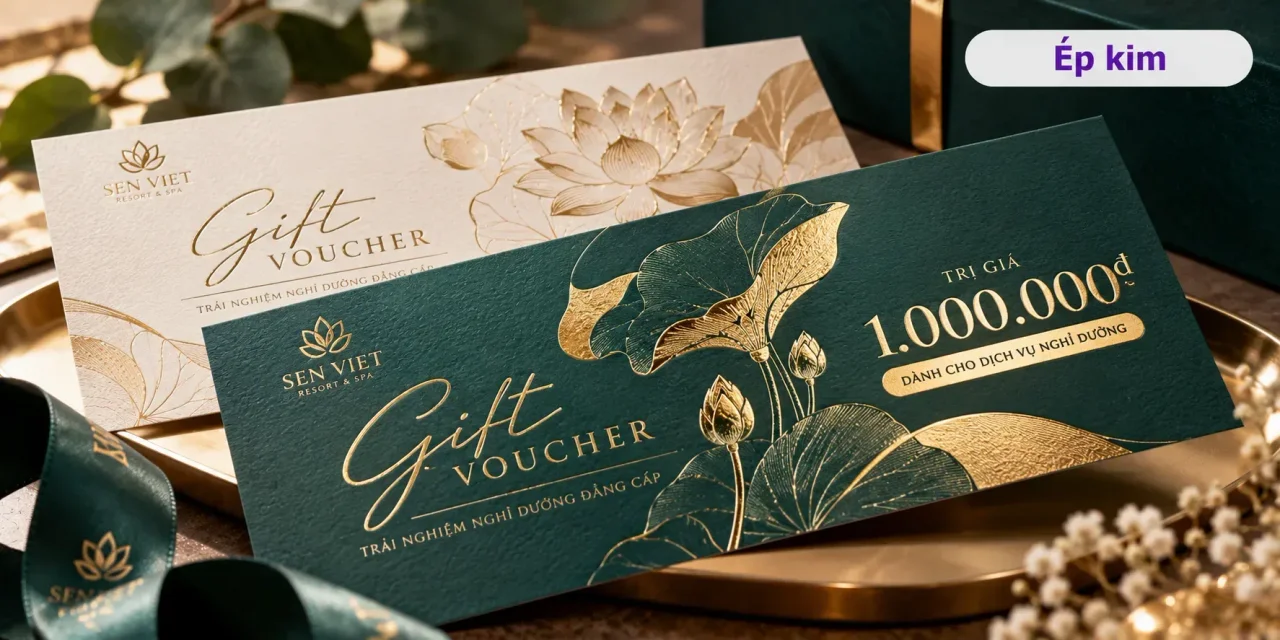 Ép kim
SEN VIET
RESORT & SPA
Gift
VOUCHER
TRẢI NGHIỆM NGHỈ DƯỠNG ĐẲNG CẤP
SEN VIET
RESORT & SPA
Gift
VOUCHER
TRẢI NGHIỆM NGHỈ DƯỠNG ĐẲNG CẤP
TRỊ GIÁ
1.000.000đ
DÀNH CHO DỊCH VỤ NGHỈ DƯỠNG
SEN VIET